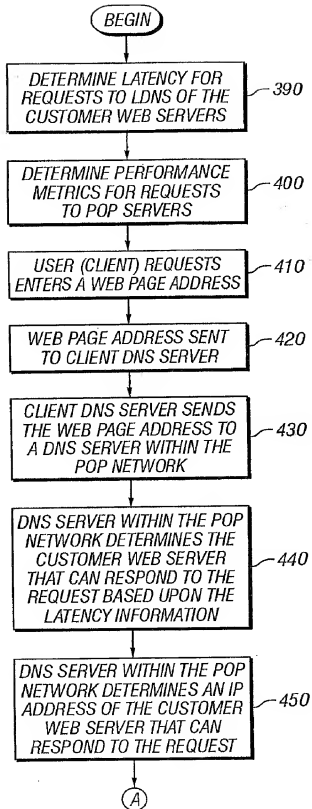 BEGIN
DETERMINE LATENCY FOR
REQUESTS TO LDNS OF THE
CUSTOMER WEB SERVERS
390
DETERMINE PERFORMANCE
METRICS FOR REQUESTS
TO POP SERVERS
400
USER (CLIENT) REQUESTS
ENTERS A WEB PAGE ADDRESS
410
WEB PAGE ADDRESS SENT
TO CLIENT DNS SERVER
420
CLIENT DNS SERVER SENDS
THE WEB PAGE ADDRESS TO
A DNS SERVER WITHIN THE
POP NETWORK
430
DNS SERVER WITHIN THE POP
NETWORK DETERMINES THE
CUSTOMER WEB SERVER
THAT CAN RESPOND TO THE
REQUEST BASED UPON THE
LATENCY INFORMATION
440
DNS SERVER WITHIN THE POP
NETWORK DETERMINES AN IP
ADDRESS OF THE CUSTOMER
WEB SERVER THAT CAN
RESPOND TO THE REQUEST
450
A